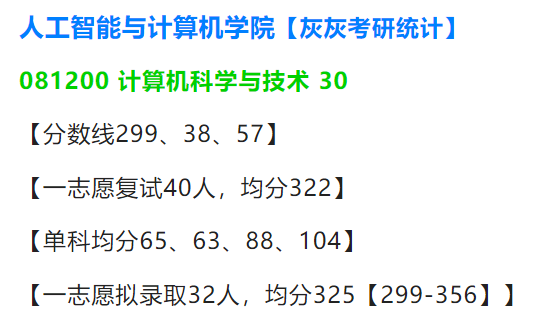 人工智能与计算机学院【灰灰考研统计】
081200 计算机科学与技术 30
【分数线299、38、57】
【一志愿复试40人，均分322】
【单科均分65、63、88、104】
【一志愿拟录取32人，均分325【299-356】】